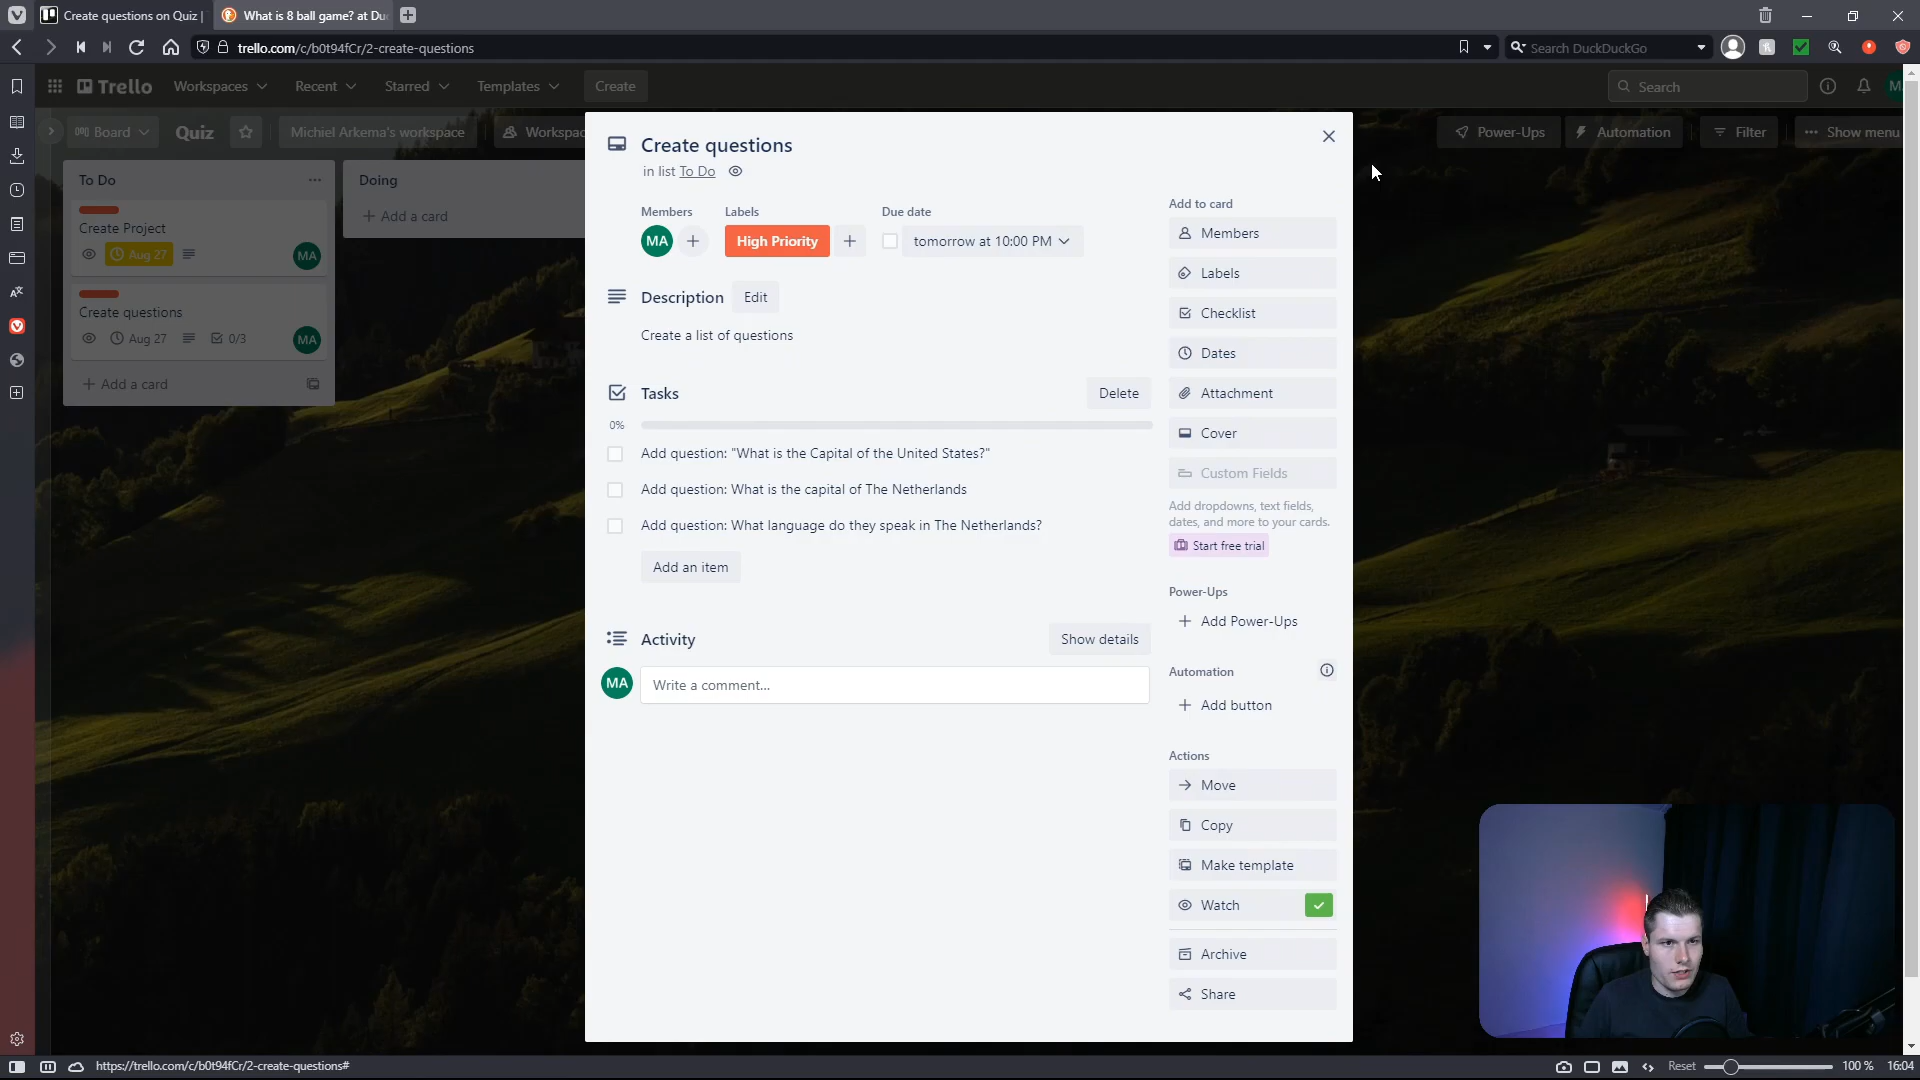 Create questions on Quiz |
What is 8 ball game? at Du
trello.com/c/b0t94fCr/2-create-questions
Search DuckDuckGo
Trello
Workspaces
Recent
Starred
Templates
Create
Search
Board
Quiz
Michiel Arkema's workspace
Workspac
Power-Ups
Automation
Filter
Show menu
To Do
Create Project
Aug 27
MA
Create questions
Aug 27
0/3
MA
+ Add a card
Doing
+ Add a card
Create questions
in list To Do
Members
Labels
Due date
MA
High Priority
tomorrow at 10:00 PM
Description
Edit
Create a list of questions
Tasks
Delete
0%
Add question: "What is the Capital of the United States?"
Add question: What is the capital of The Netherlands
Add question: What language do they speak in The Netherlands?
Add an item
Activity
Show details
MA
Write a comment...
Add to card
Members
Labels
Checklist
Dates
Attachment
Cover
Custom Fields
Add dropdowns, text fields,
dates, and more to your cards.
Start free trial
Power-Ups
+ Add Power-Ups
Automation
+ Add button
Actions
Move
Copy
Make template
Watch
Archive
Share
https://trello.com/c/b0t94fCr/2-create-questions#
Reset
100 %
16:04